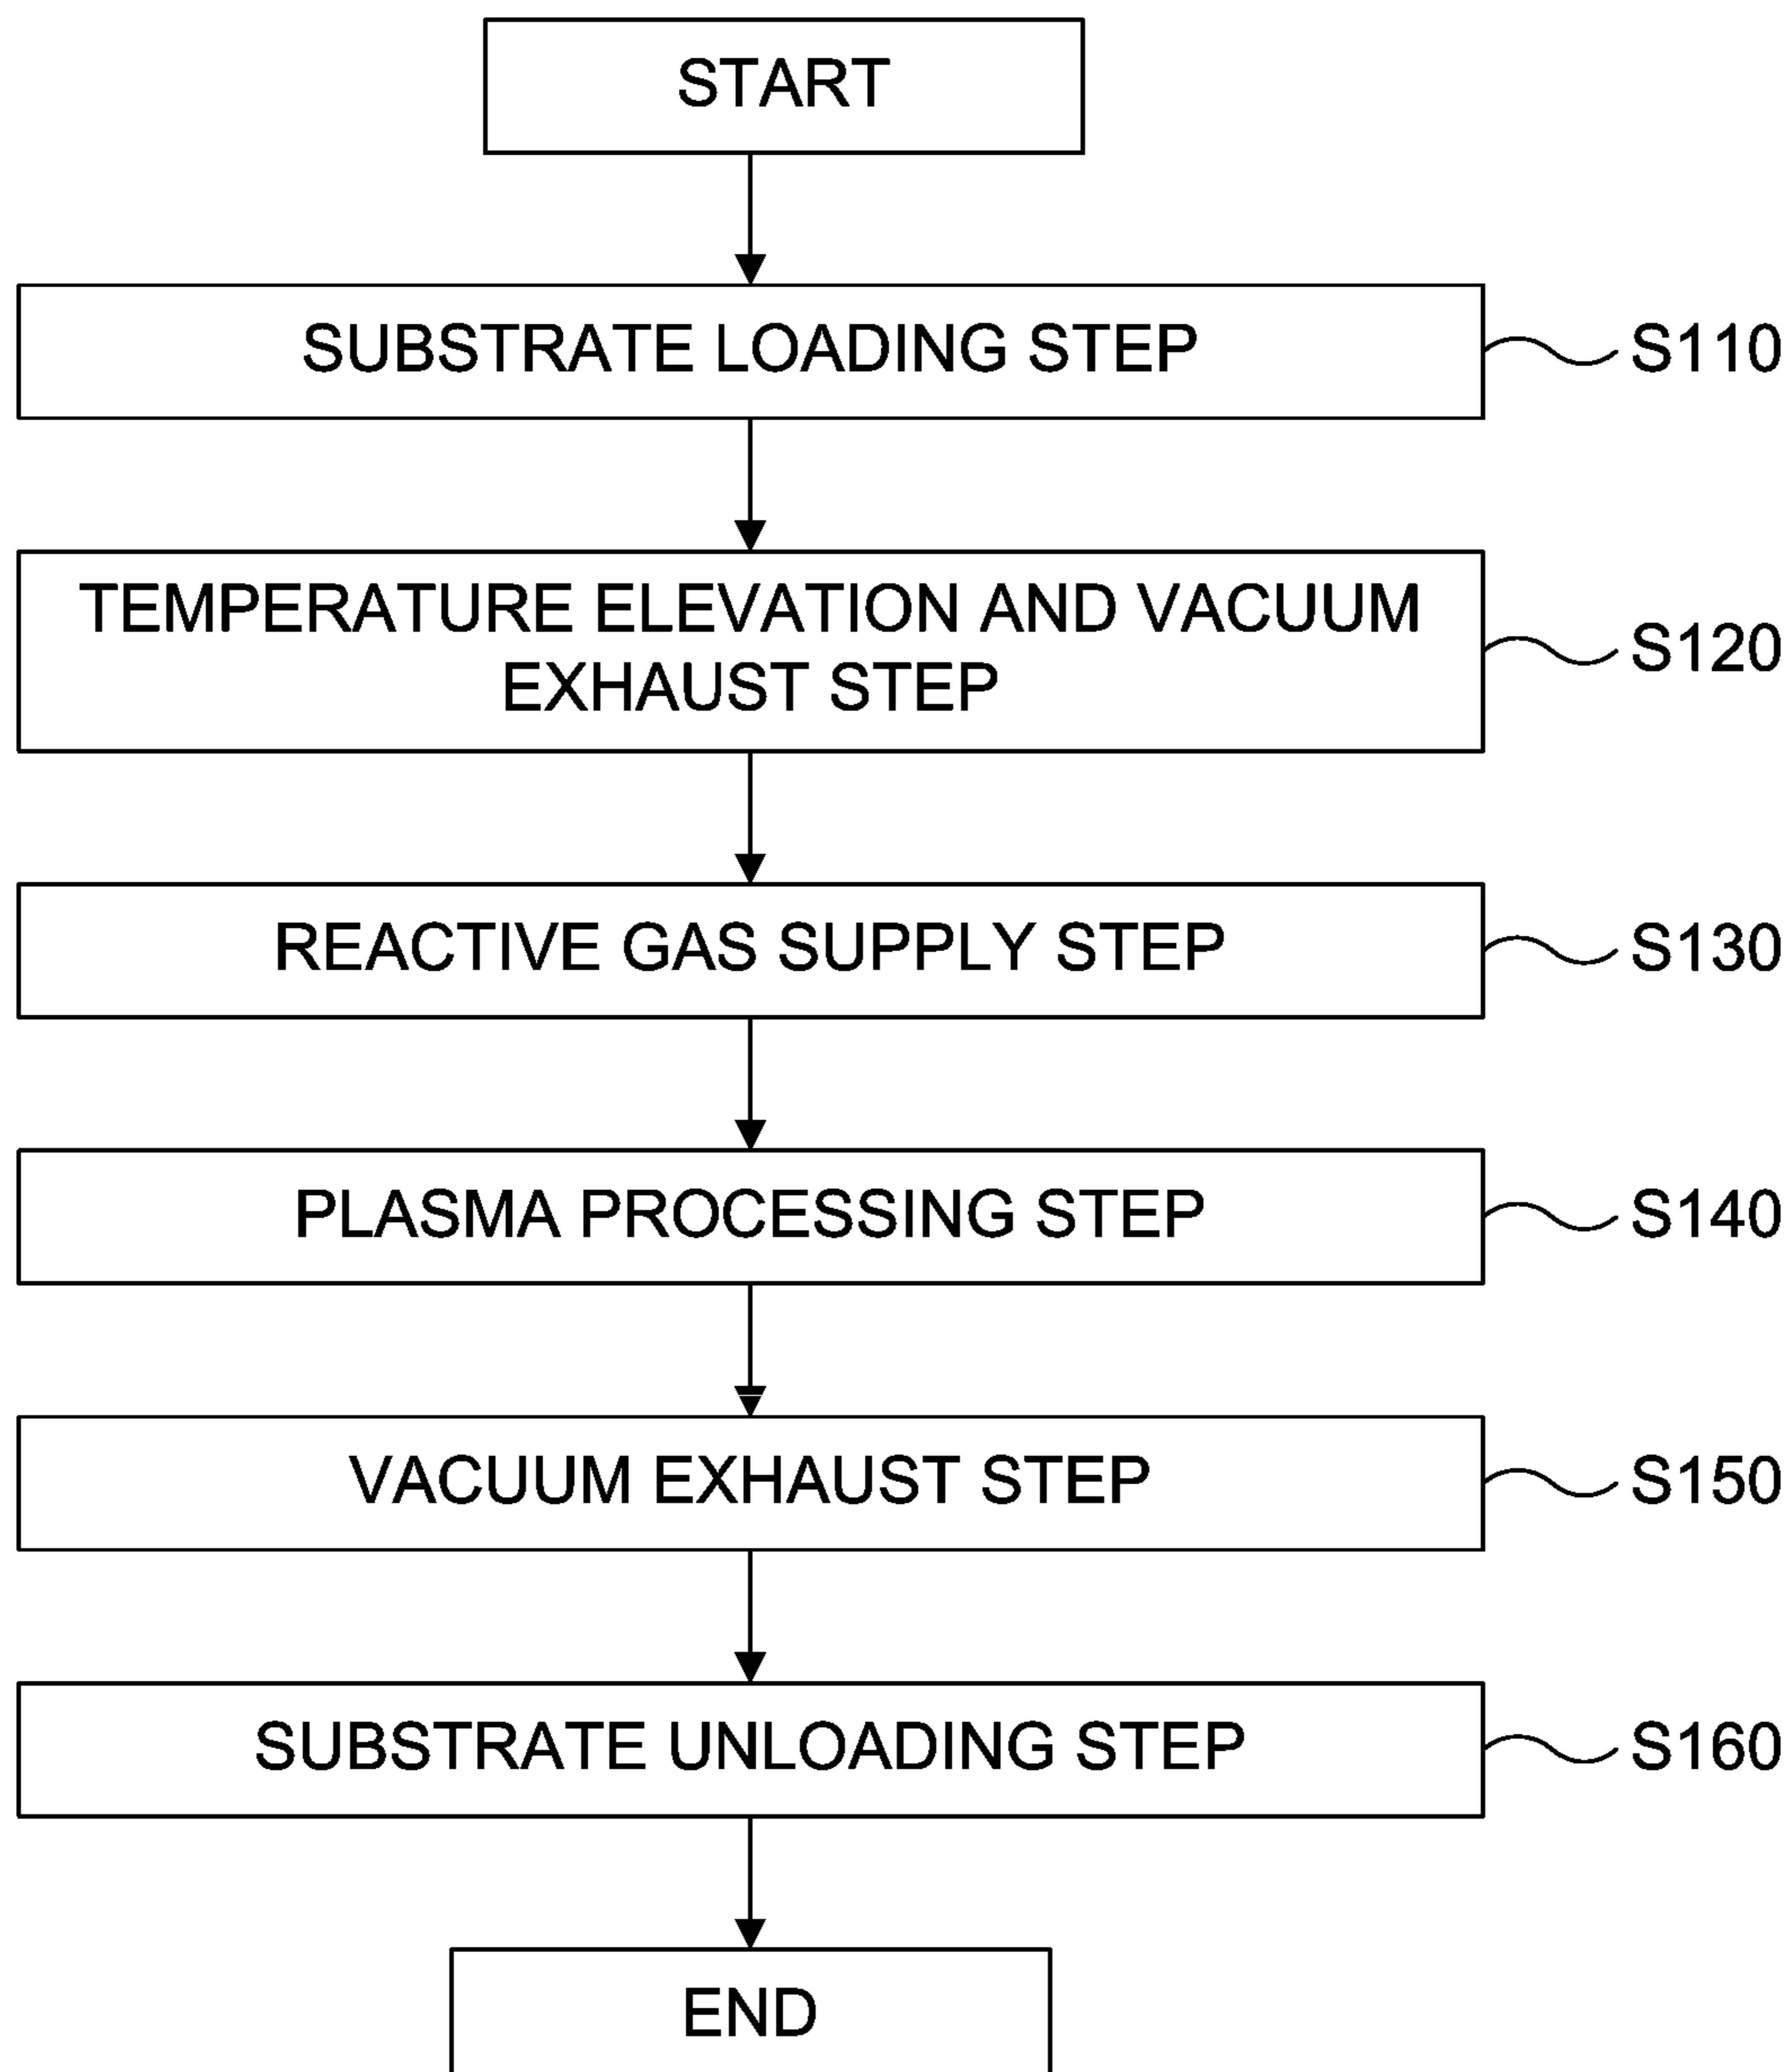 START
SUBSTRATE LOADING STEP
S110
TEMPERATURE ELEVATION AND VACUUM
EXHAUST STEP
S120
REACTIVE GAS SUPPLY STEP
S130
PLASMA PROCESSING STEP
S140
VACUUM EXHAUST STEP
S150
SUBSTRATE UNLOADING STEP
S160
END